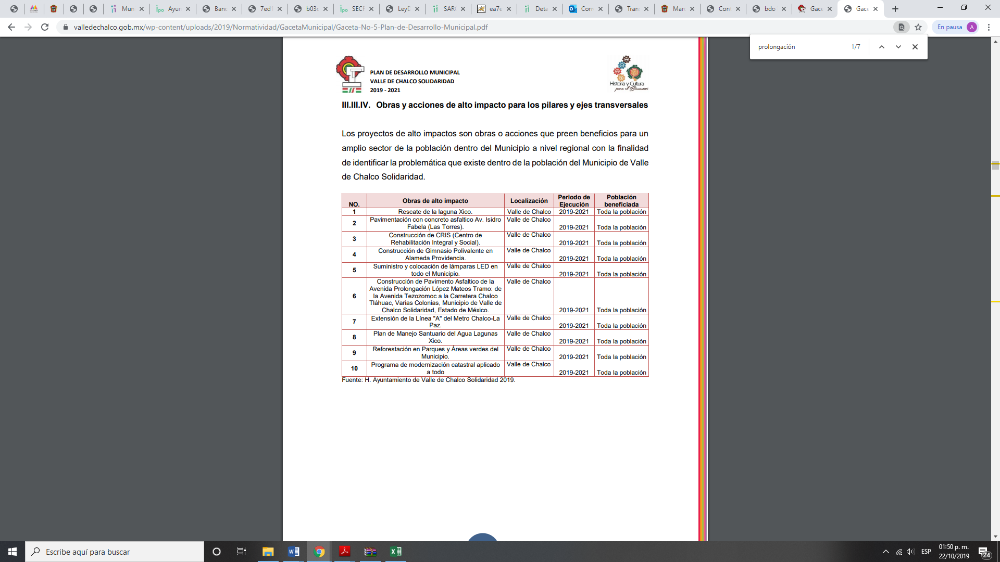 Mun
Ayur
Banc
7ed1
b03c
SECR
LeyD
SARC
ea7e
Deta
Corr
Tran
Marc
Cont
bdo
Gace
Gace
valledechalco.gob.mx/wp-content/uploads/2019/Normatividad/GacetaMunicipal/Gaceta-No-5-Plan-de-Desarrollo-Municipal.pdf
En pausa
A
prolongación
1/7
PLAN DE DESARROLLO MUNICIPAL
VALLE DE CHALCO SOLIDARIDAD
2019 - 2021
Historia y Cultura
para el Bienestar
III.III.IV. Obras y acciones de alto impacto para los pilares y ejes transversales
Los proyectos de alto impactos son obras o acciones que preen beneficios para un
amplio sector de la población dentro del Municipio a nivel regional con la finalidad
de identificar la problemática que existe dentro de la población del Municipio de Valle
de Chalco Solidaridad.
NO.
Obras de alto impacto
Localización
Periodo de
Ejecución
Población
beneficiada
1
Rescate de la laguna Xico.
Valle de Chalco
2019-2021
Toda la población
2
Pavimentación con concreto asfaltico Av. Isidro
Fabela (Las Torres).
Valle de Chalco
2019-2021
Toda la población
3
Construcción de CRIS (Centro de
Rehabilitación Integral y Social).
Valle de Chalco
2019-2021
Toda la población
4
Construcción de Gimnasio Polivalente en
Alameda Providencia.
Valle de Chalco
2019-2021
Toda la población
5
Suministro y colocación de lámparas LED en
todo el Municipio.
Valle de Chalco
2019-2021
Toda la población
6
Construcción de Pavimento Asfaltico de la
Avenida Prolongación López Mateos Tramo: de
la Avenida Tezozomoc a la Carretera Chalco
Tláhuac, Varias Colonias, Municipio de Valle de
Chalco Solidaridad, Estado de México.
Valle de Chalco
2019-2021
Toda la población
7
Extensión de la Línea "A" del Metro Chalco-La
Paz.
Valle de Chalco
2019-2021
Toda la población
8
Plan de Manejo Santuario del Agua Lagunas
Xico.
Valle de Chalco
2019-2021
Toda la población
9
Reforestación en Parques y Áreas verdes del
Municipio.
Valle de Chalco
2019-2021
Toda la población
10
Programa de modernización catastral aplicado
a todo
Valle de Chalco
2019-2021
Toda la población
Fuente: H. Ayuntamiento de Valle de Chalco Solidaridad 2019.
Escribe aquí para buscar
ESP
01:50 p. m.
22/10/2019
24